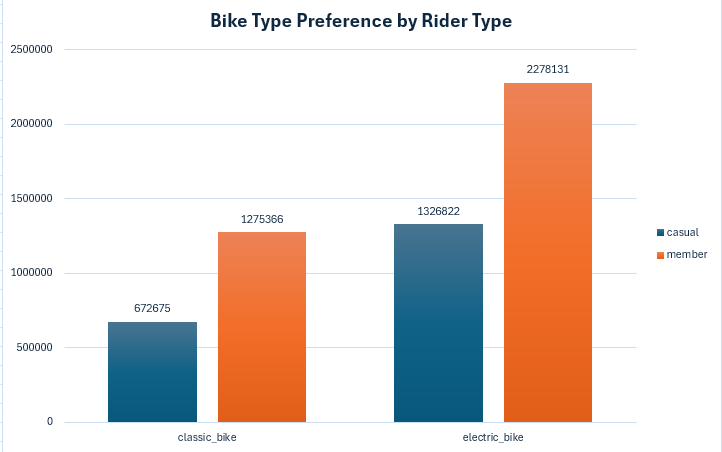 Bike Type Preference by Rider Type
2500000
2000000
1500000
1000000
500000
0
672675
1275366
1326822
2278131
classic_bike
electric_bike
casual
member